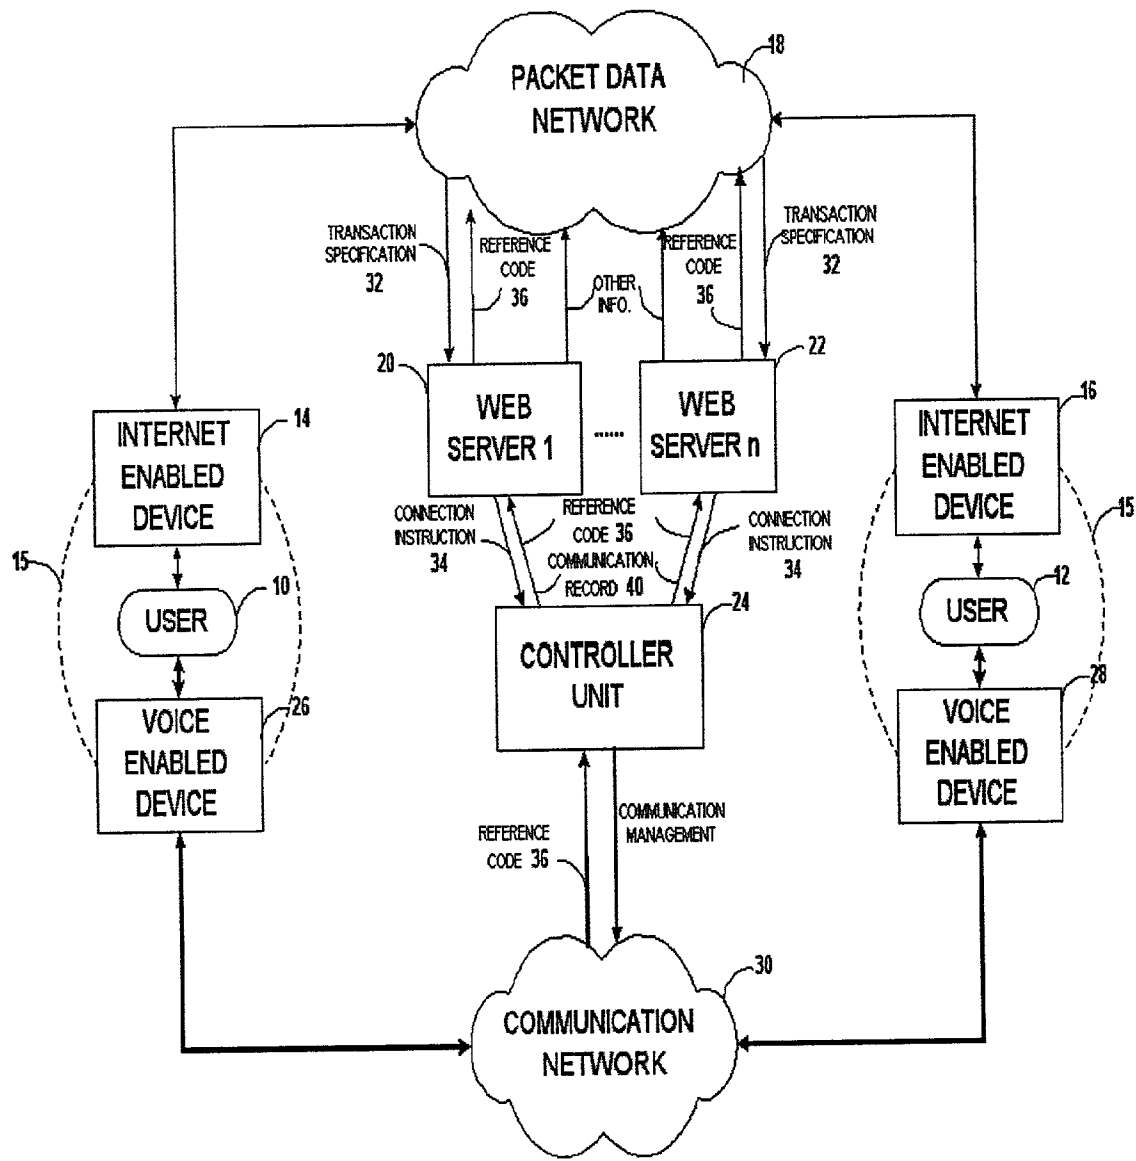 18
PACKET DATA
NETWORK
TRANSACTION
SPECIFICATION
32
REFERENCE
CODE
36
OTHER
INFO.
REFERENCE
CODE
36
TRANSACTION
SPECIFICATION
32
20
22
WEB
SERVER 1
......
WEB
SERVER n
14
INTERNET
ENABLED
DEVICE
16
INTERNET
ENABLED
DEVICE
CONNECTION
INSTRUCTION
34
REFERENCE
CODE 36
COMMUNICATION
RECORD 40
CONNECTION
INSTRUCTION
34
15
15
10
USER
12
USER
24
CONTROLLER
UNIT
26
VOICE
ENABLED
DEVICE
28
VOICE
ENABLED
DEVICE
REFERENCE
CODE 36
COMMUNICATION
MANAGEMENT
30
COMMUNICATION
NETWORK